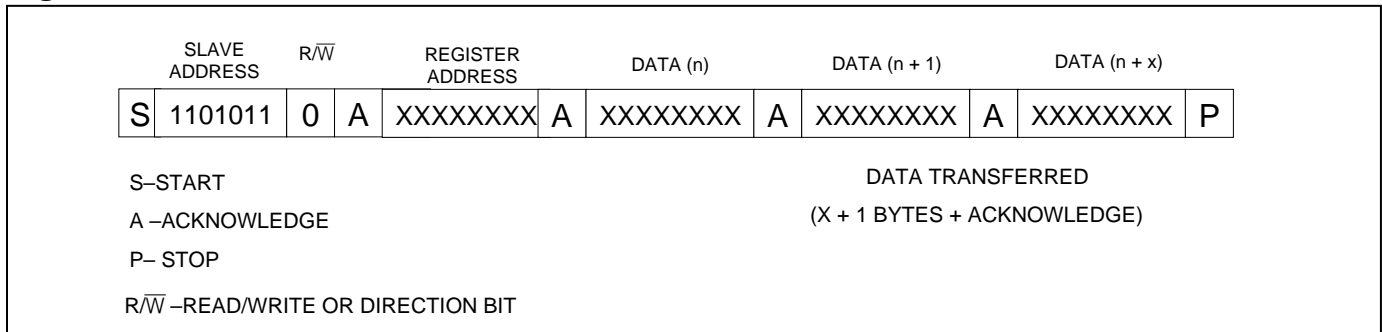 SLAVE ADDRESS R/W̅ REGISTER ADDRESS DATA (n) DATA (n + 1) DATA (n + x)
S 1101011 0 A XXXXXXXX A XXXXXXXX A XXXXXXXX A XXXXXXXX P
S–START
A –ACKNOWLEDGE
P– STOP
R/W̅ –READ/WRITE OR DIRECTION BIT
DATA TRANSFERRED
(X + 1 BYTES + ACKNOWLEDGE)